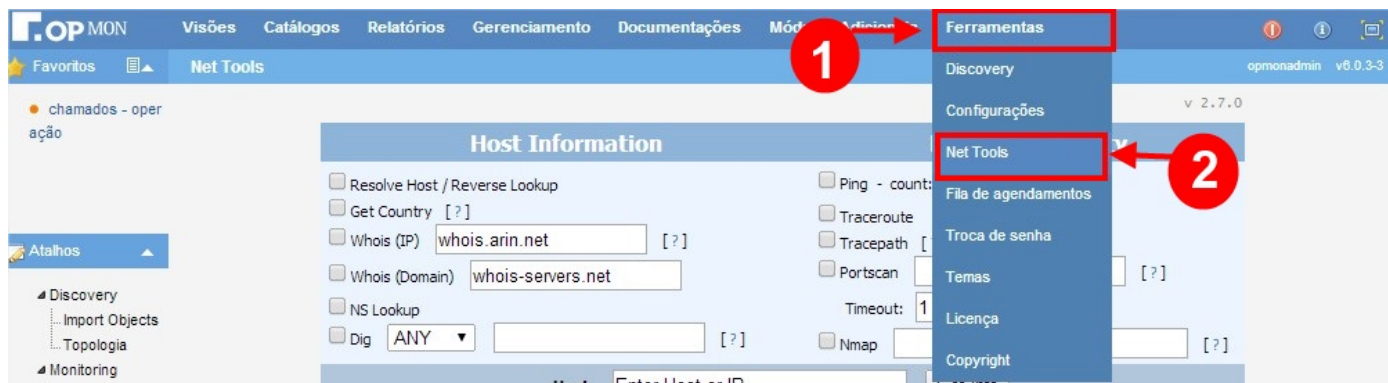 OPMON Visões Catálogos Relatórios Gerenciamento Documentações Ferramentas
1
Favoritos Net Tools opmonadmin v6.0.3-3
Discovery
Configurações
Net Tools
2
Fila de agendamentos
Troca de senha
Temas
Licença
Copyright
chamados - oper
ação
v 2.7.0
Host Information
Resolve Host / Reverse Lookup
Get Country [?]
Whois (IP) whois.arin.net [?]
Whois (Domain) whois-servers.net
NS Lookup
Dig ANY [?]
Ping - count:
Traceroute
Tracepath [
Portscan [?]
Timeout: 1
Nmap [?]
Atalhos
Discovery
Import Objects
Topologia
Monitoring
Enter Host or IP